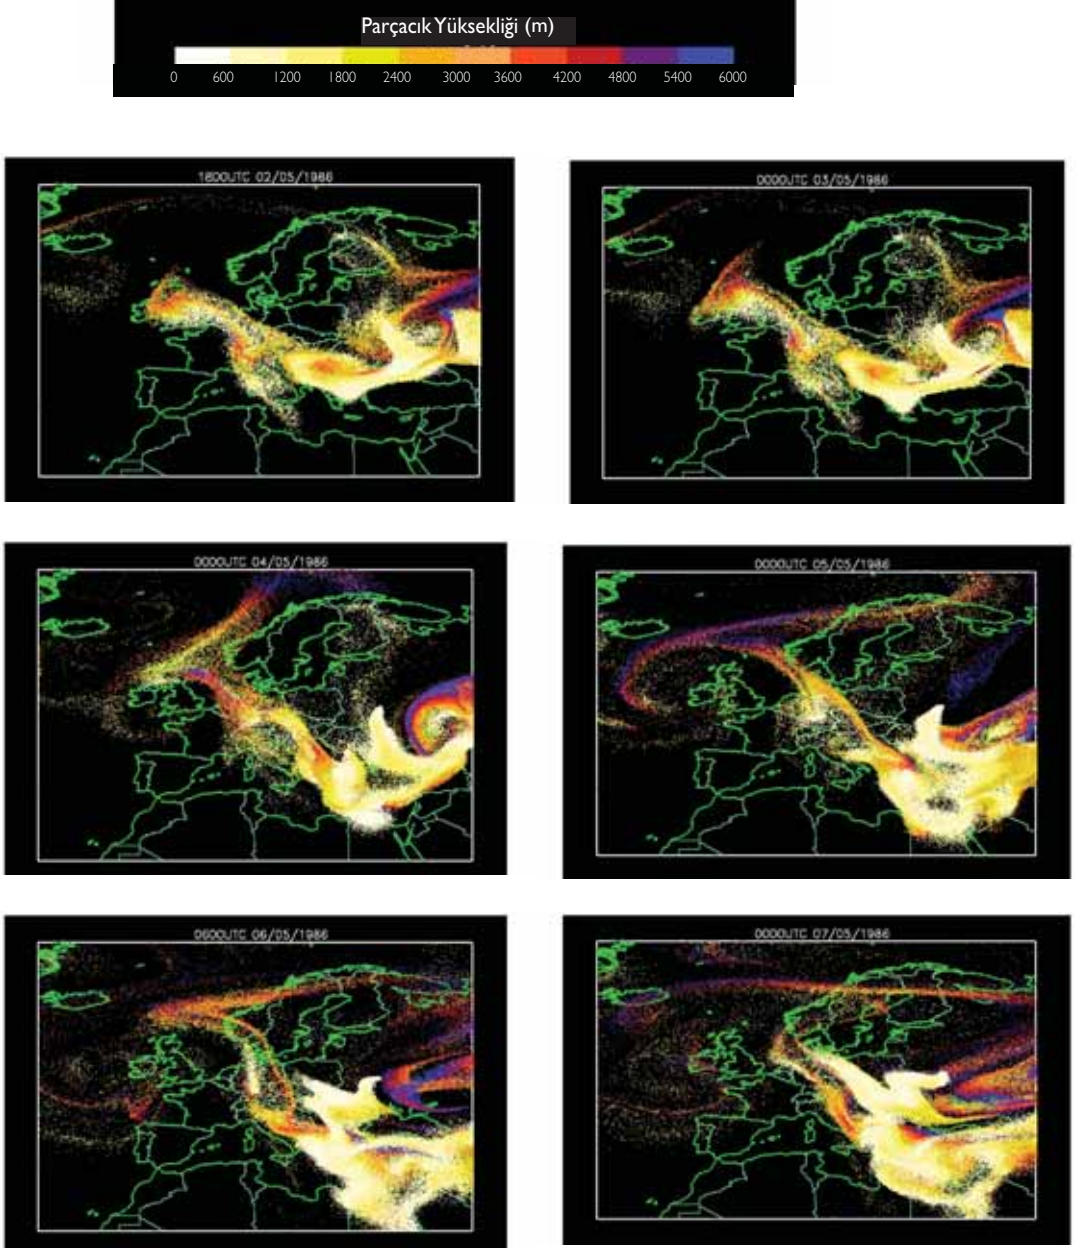 Parçacık Yüksekliği (m)
0 600 1200 1800 2400 3000 3600 4200 4800 5400 6000
1800UTC 02/05/1986
0000UTC 03/05/1986
0000UTC 04/05/1986
0000UTC 05/05/1986
0600UTC 06/05/1986
0000UTC 07/05/1986